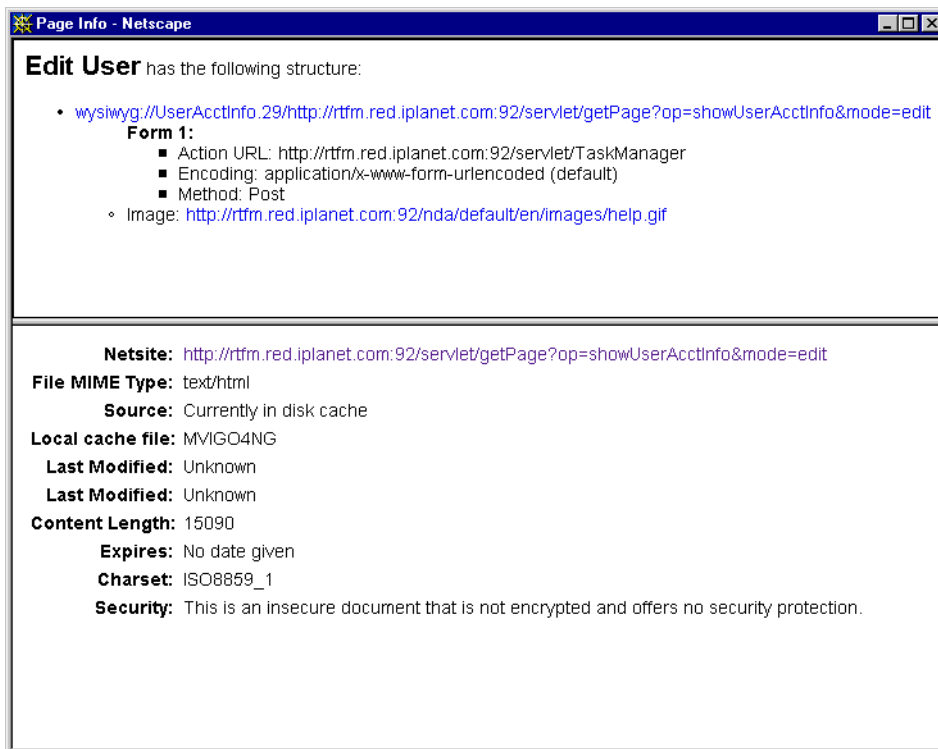 Page Info - Netscape
Edit User has the following structure:
wysiwyg://UserAcctInfo.29/http://rtfm.red.iplanet.com:92/servlet/getPage?op=showUserAcctInfo&mode=edit
Form 1:
Action URL: http://rtfm.red.iplanet.com:92/servlet/TaskManager
Encoding: application/x-www-form-urlencoded (default)
Method: Post
Image: http://rtfm.red.iplanet.com:92/nda/default/en/images/help.gif
Netsite: http://rtfm.red.iplanet.com:92/servlet/getPage?op=showUserAcctInfo&mode=edit
File MIME Type: text/html
Source: Currently in disk cache
Local cache file: MVIGO4NG
Last Modified: Unknown
Last Modified: Unknown
Content Length: 15090
Expires: No date given
Charset: ISO8859_1
Security: This is an insecure document that is not encrypted and offers no security protection.